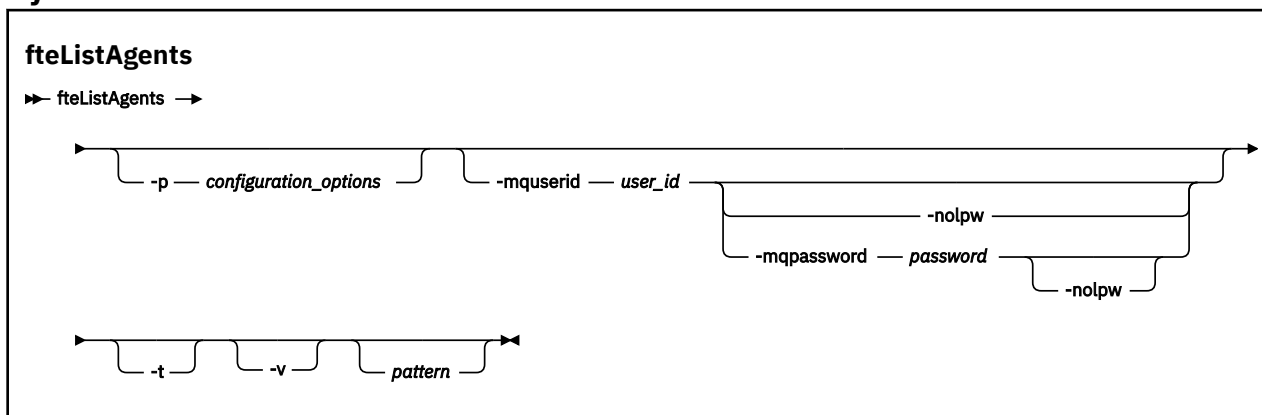 fteListAgents
fteListAgents
-p configuration_options -mquserid user_id
-nolpw
-mqpassword password
-nolpw
-t -v pattern